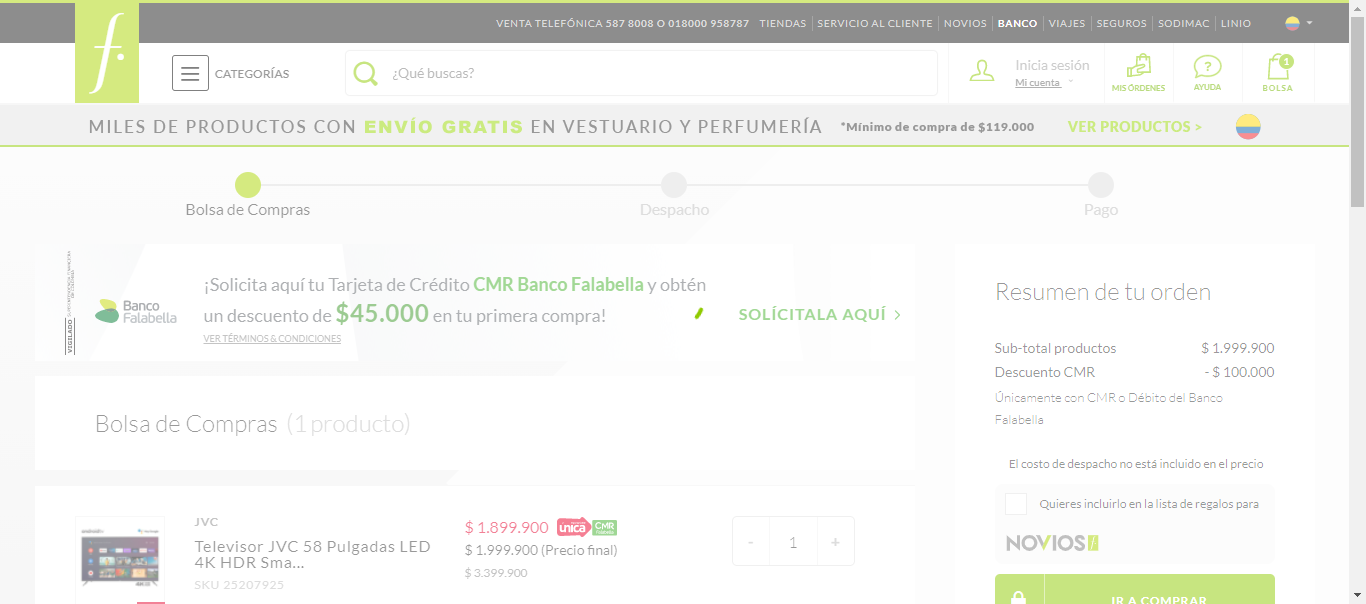 VENTA TELEFÓNICA 587 8008 O 018000 958787 TIENDAS SERVICIO AL CLIENTE NOVIOS BANCO VIAJES SEGUROS SODIMAC LINIO
f.
CATEGORÍAS
¿Qué buscas?
Inicia sesión
Mi cuenta
MIS ÓRDENES
AYUDA
1
BOLSA
MILES DE PRODUCTOS CON ENVÍO GRATIS EN VESTUARIO Y PERFUMERÍA *Mínimo de compra de $119.000 VER PRODUCTOS >
Bolsa de Compras
Despacho
Pago
VIGILADO
Banco
Falabella
¡Solicita aquí tu Tarjeta de Crédito CMR Banco Falabella y obtén
un descuento de $45.000 en tu primera compra!
VER TÉRMINOS & CONDICIONES
SOLÍCITALA AQUÍ >
Bolsa de Compras (1 producto)
JVC
Televisor JVC 58 Pulgadas LED
4K HDR Sma...
SKU 25207925
$ 1.899.900 unica CMR
$ 1.999.900 (Precio final)
$ 3.399.900
- 1 +
Resumen de tu orden
Sub-total productos $ 1.999.900
Descuento CMR - $ 100.000
Únicamente con CMR o Débito del Banco
Falabella
El costo de despacho no está incluido en el precio
Quieres incluirlo en la lista de regalos para
NOVIOS f
IR A COMPRAR